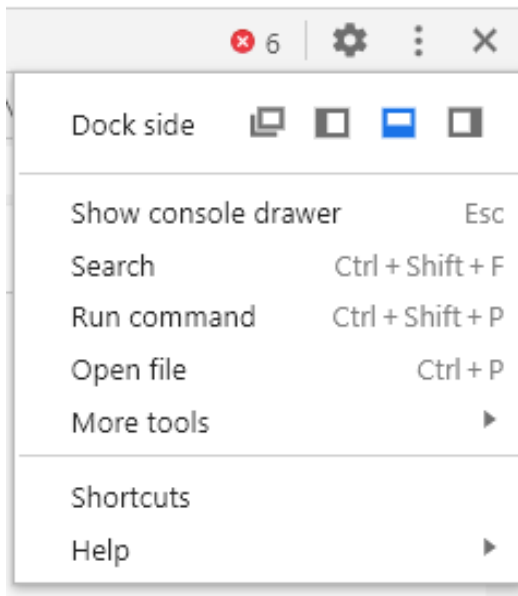 6
Dock side
Show console drawer Esc
Search Ctrl + Shift + F
Run command Ctrl + Shift + P
Open file Ctrl + P
More tools
Shortcuts
Help